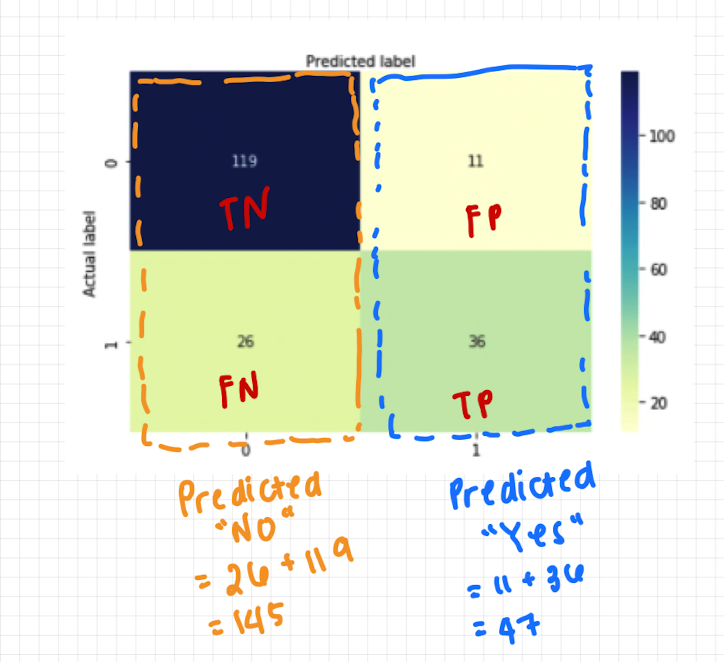 Predicted label
0
119
11
100
TN
FP
80
Actual label
60
1
26
36
40
FN
TP
20
0
1
Predicted
"NO"
= 26 + 119
= 145
Predicted
"Yes"
= 11 + 36
= 47